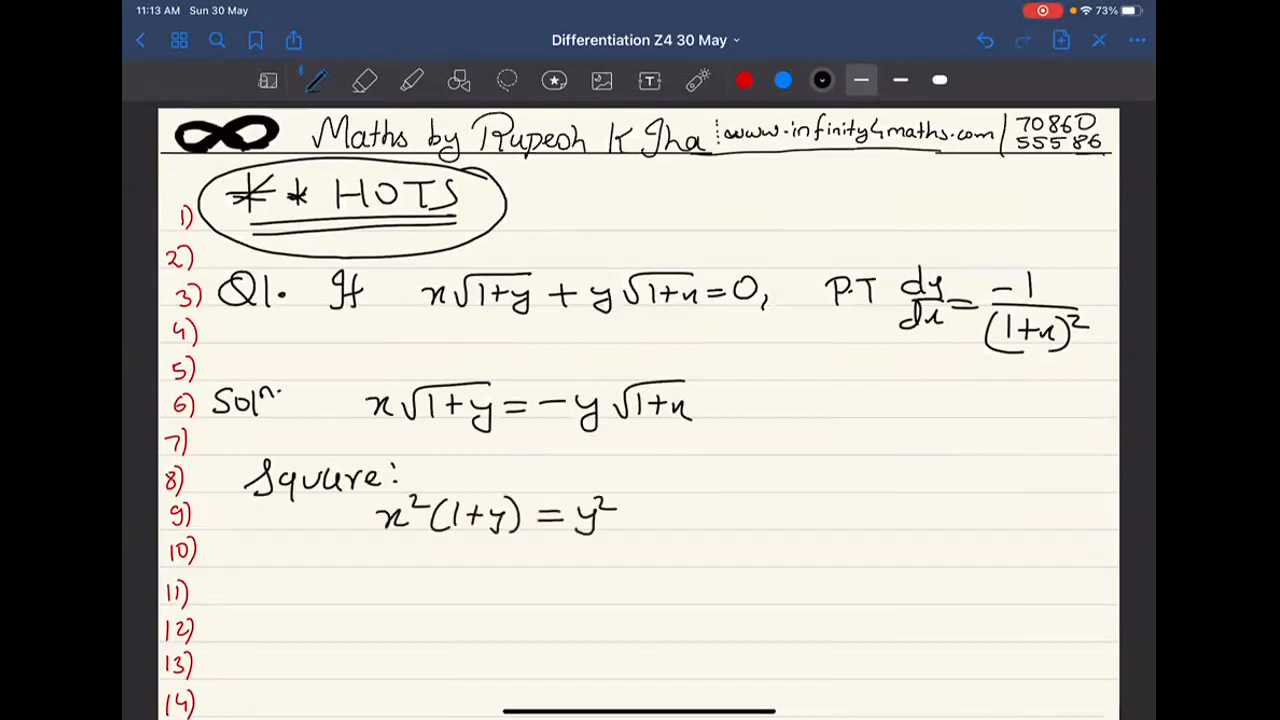 11:13 AM Sun 30 May 73%
Differentiation Z4 30 May
∞ Maths by Rupesh K Jha www.infinity4maths.com 70860 55586
** HOTS
1)
2)
3) Q1. If x√1+y + y√1+x = 0, P.T dy/dx = -1/(1+x)²
4)
5)
6) Solⁿ. x√1+y = -y√1+x
7)
8) Square:
9) x²(1+y) = y²
10)
11)
12)
13)
14)